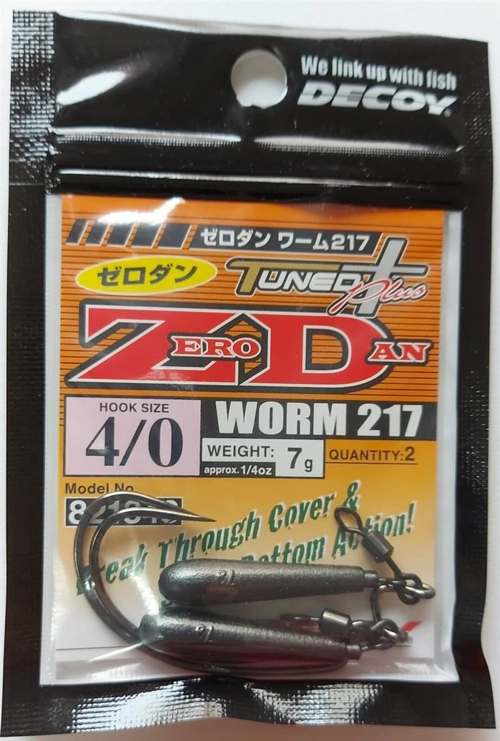 We link up with fish
DECOY
ゼロダン ワーム217
ゼロダン
TUNED Plus
ZERO DAN
HOOK SIZE
4/0
WORM 217
WEIGHT:
approx. 1/4oz
7g
QUANTITY:2
Model No.
Break Through Cover &
Bottom Action!